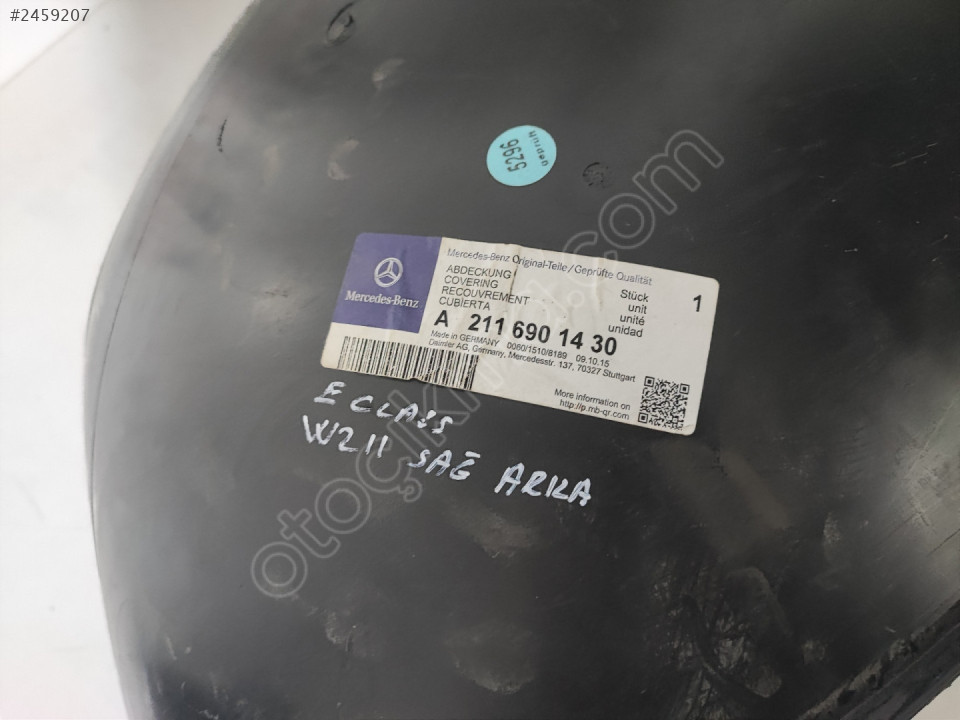 #2459207
5296
Geprüft
Mercedes-Benz
Mercedes-Benz Original-Teile / Geprüfte Qualität
ABDECKUNG
COVERING
RECOUVREMENT
CUBIERTA
Stück
unit
unité
unidad
1
A 211 690 14 30
Made in GERMANY 0060/1510/8189 09.10.15
Daimler AG, Germany, Mercedesstr. 137, 70327 Stuttgart
More information on
http://p.mb-qr.com
E CLASS
W211 SAĞ ARKA
otoçıkma.com